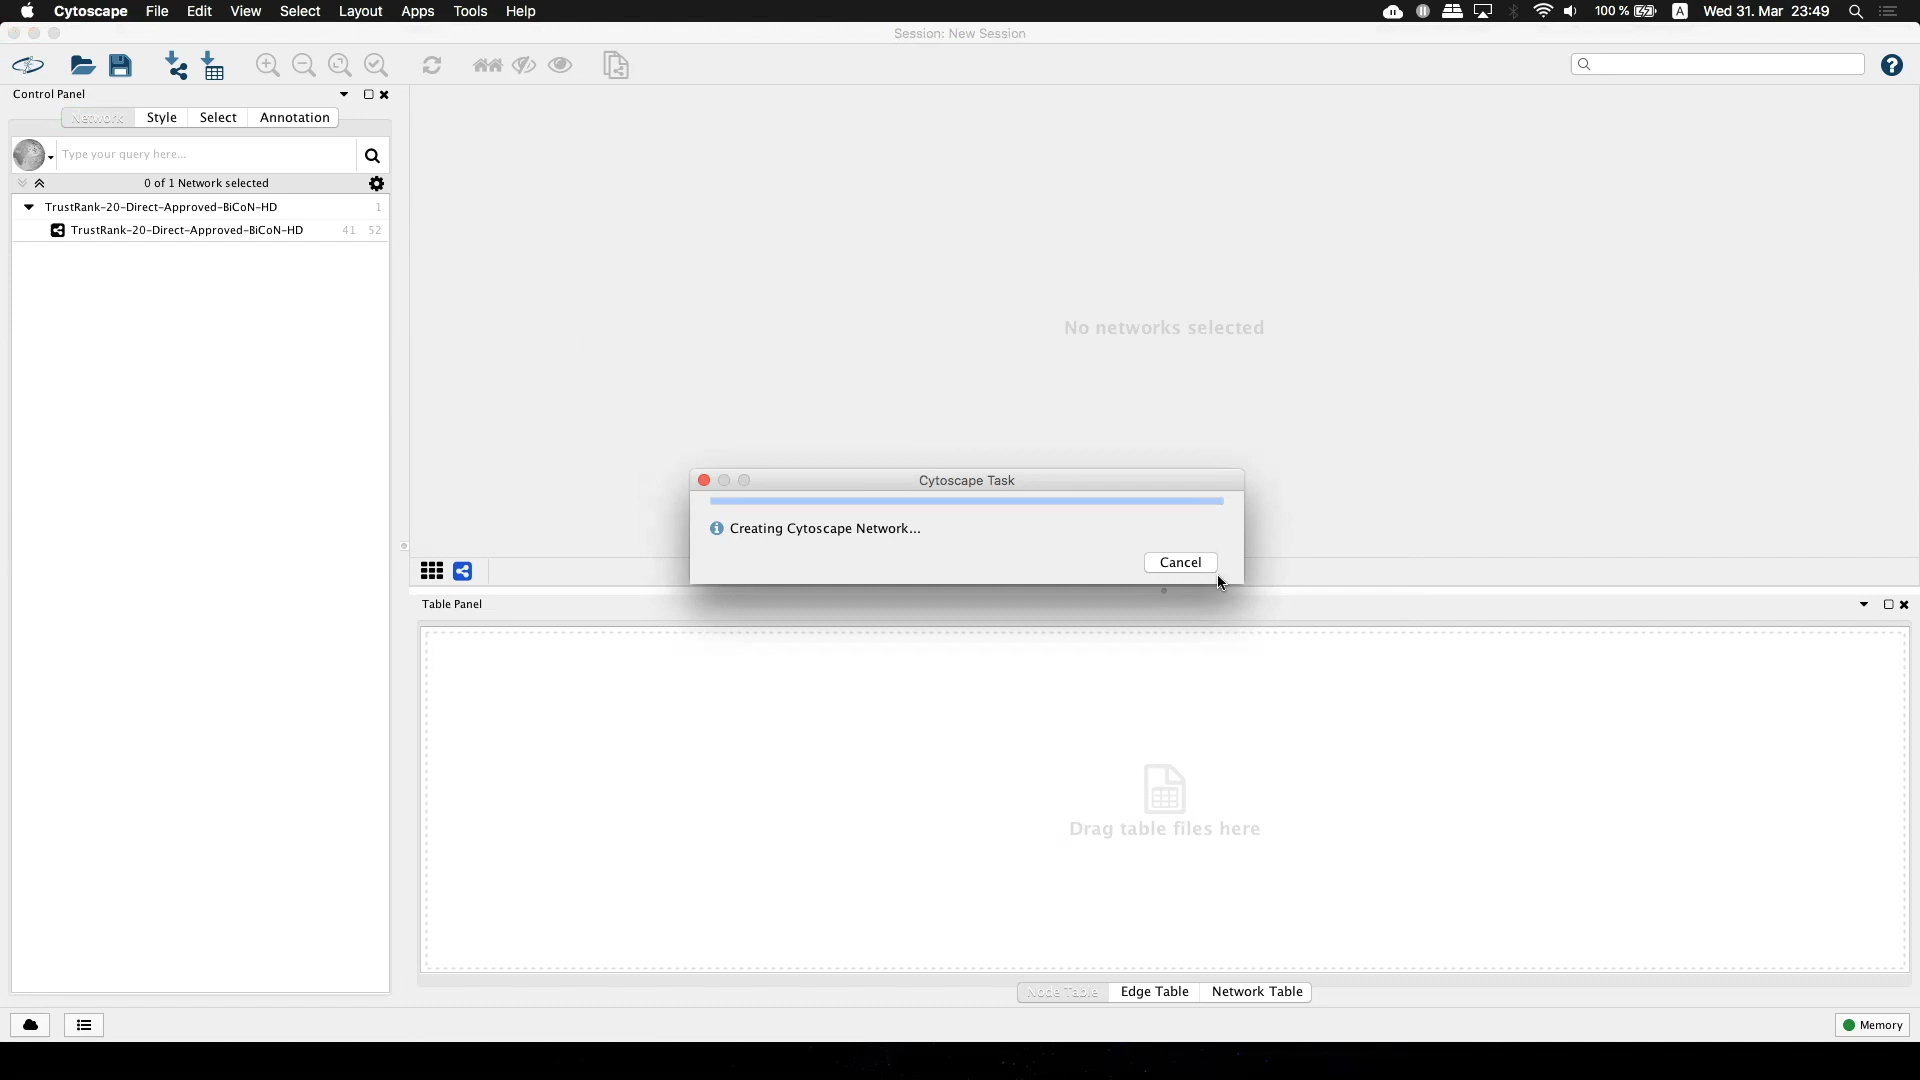 Cytoscape File Edit View Select Layout Apps Tools Help 100 % A Wed 31. Mar 23:49
Session: New Session
Control Panel
Network Style Select Annotation
Type your query here...
0 of 1 Network selected
TrustRank-20-Direct-Approved-BiCoN-HD 1
TrustRank-20-Direct-Approved-BiCoN-HD 41 52
No networks selected
Cytoscape Task
Creating Cytoscape Network...
Cancel
Table Panel
Drag table files here
Node Table Edge Table Network Table
Memory